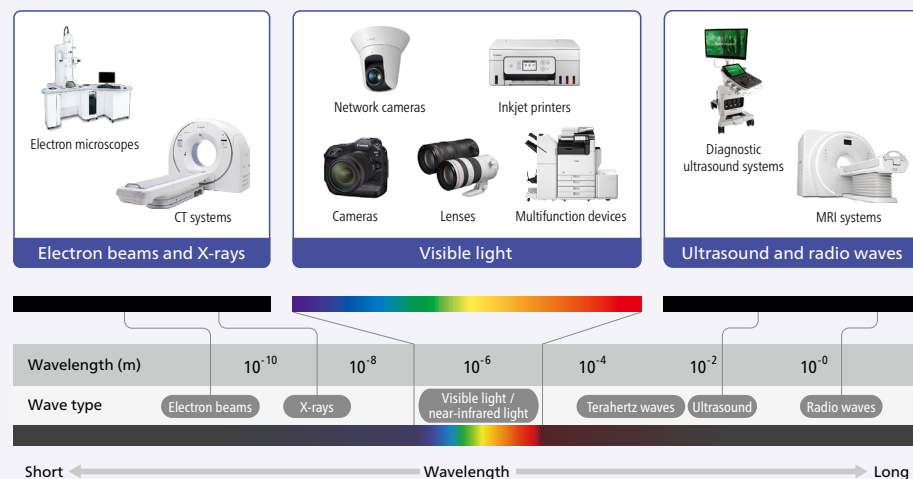 Network cameras
Inkjet printers
Electron microscopes
CT systems
Cameras
Lenses
Multifunction devices
Diagnostic
ultrasound systems
MRI systems
Electron beams and X-rays
Visible light
Ultrasound and radio waves
Wavelength (m)
10⁻¹⁰
10⁻⁸
10⁻⁶
10⁻⁴
10⁻²
10⁻⁰
Wave type
Electron beams
X-rays
Visible light /
near-infrared light
Terahertz waves
Ultrasound
Radio waves
Short
Wavelength
Long